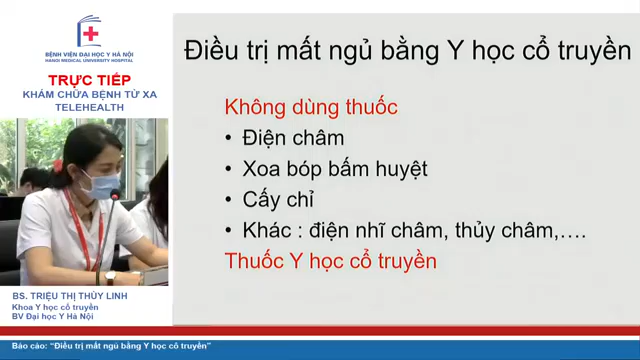 BỆNH VIỆN ĐẠI HỌC Y HÀ NỘI
HANOI MEDICAL UNIVERSITY HOSPITAL
TRỰC TIẾP
KHÁM CHỮA BỆNH TỪ XA
TELEHEALTH
BS. TRIỆU THỊ THÙY LINH
Khoa Y học cổ truyền
BV Đại học Y Hà Nội
Điều trị mất ngủ bằng Y học cổ truyền
Không dùng thuốc
• Điện châm
• Xoa bóp bấm huyệt
• Cấy chỉ
• Khác : điện nhĩ châm, thủy châm,….
Thuốc Y học cổ truyền
Báo cáo: “Điều trị mất ngủ bằng Y học cổ truyền”